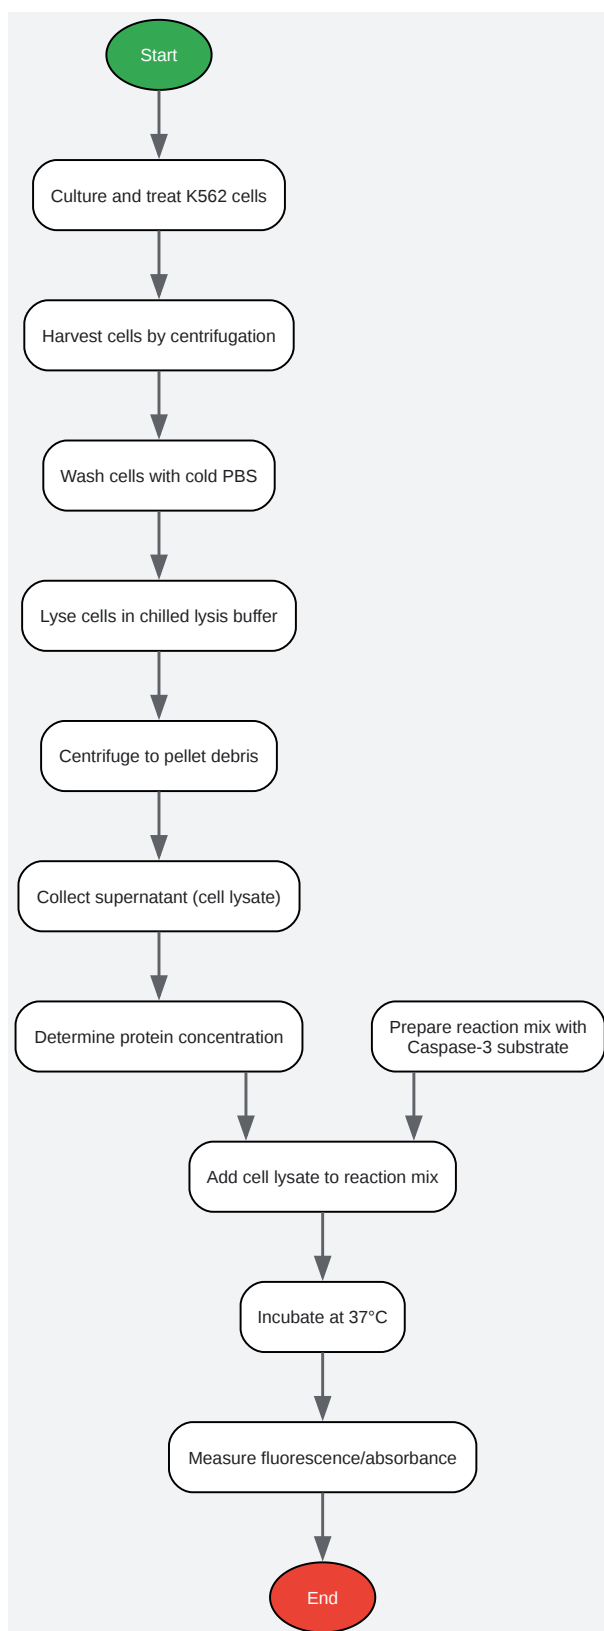 Start
Culture and treat K562 cells
Harvest cells by centrifugation
Wash cells with cold PBS
Lyse cells in chilled lysis buffer
Centrifuge to pellet debris
Collect supernatant (cell lysate)
Determine protein concentration
Prepare reaction mix with
Caspase-3 substrate
Add cell lysate to reaction mix
Incubate at 37°C
Measure fluorescence/absorbance
End